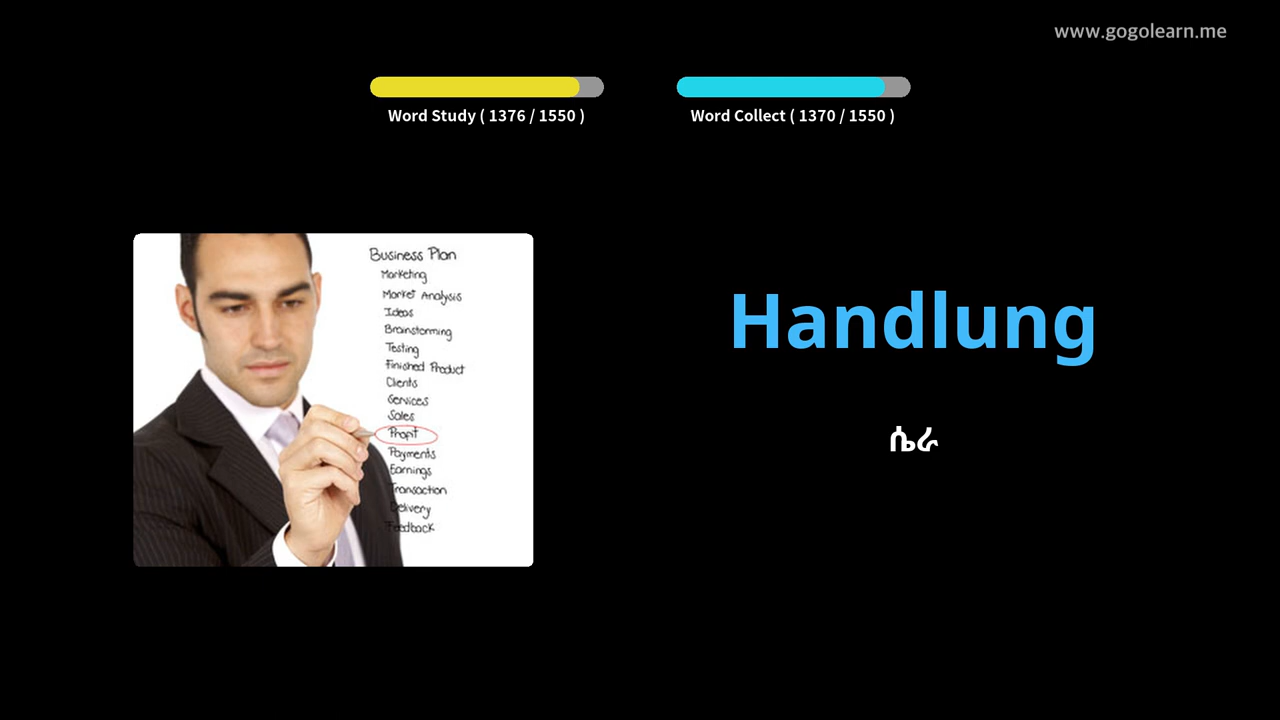 www.gogolearn.me
Word Study ( 1376 / 1550 )
Word Collect ( 1370 / 1550 )
Business Plan
Marketing
Market Analysis
Ideas
Brainstorming
Testing
Finished Product
Clients
Services
Sales
Profit
Payments
Earnings
Transaction
Delivery
Feedback
Handlung
ሴራ